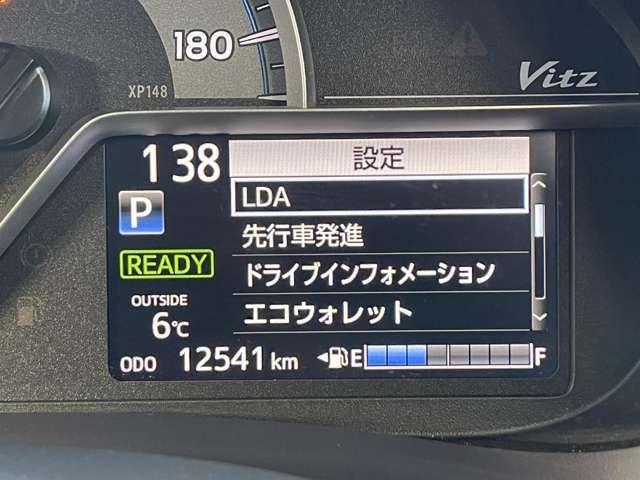 180
XP148
Vitz
138
設定
P
LDA
先行車発進
READY
ドライブインフォメーション
OUTSIDE
6℃
エコウォレット
ODO 12541 km
E
F